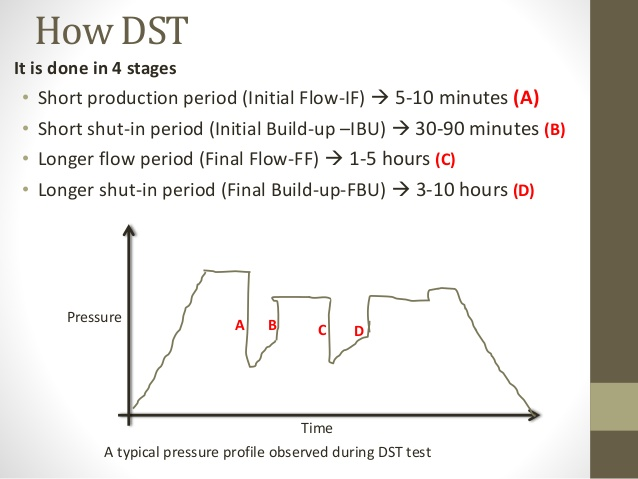 How DST
It is done in 4 stages
• Short production period (Initial Flow-IF) → 5-10 minutes (A)
• Short shut-in period (Initial Build-up –IBU) → 30-90 minutes (B)
• Longer flow period (Final Flow-FF) → 1-5 hours (C)
• Longer shut-in period (Final Build-up-FBU) → 3-10 hours (D)
Pressure
A B C D
Time
A typical pressure profile observed during DST test